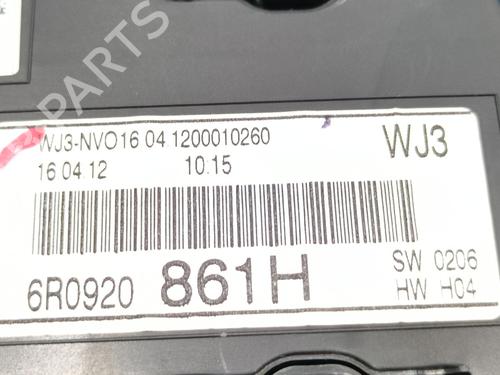 PARTS
WJ3-NVO16 04 1200010260
WJ3
16 04.12 10.15
6R0920 861H
SW 0206
HW H04